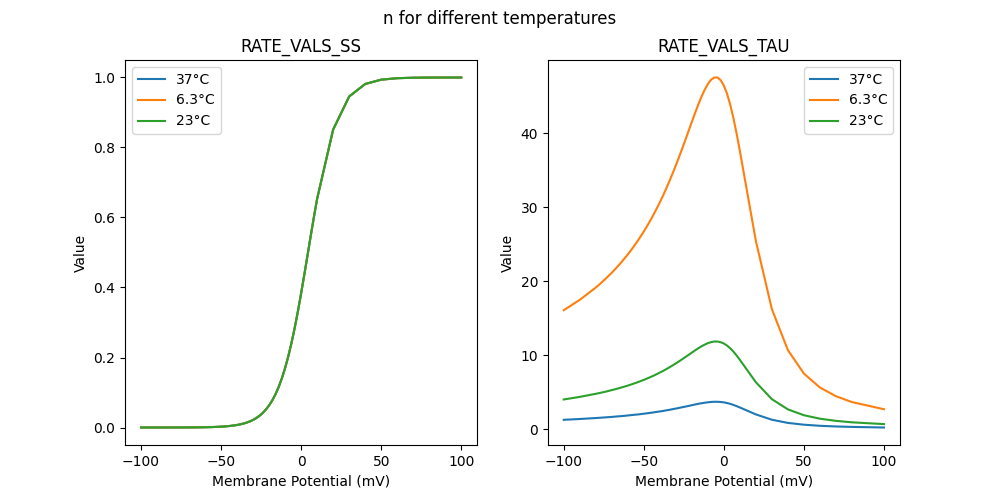 n for different temperatures
RATE_VALS_SS
37°C
6.3°C
23°C
1.0
0.8
0.6
0.4
0.2
0.0
Value
−100
−50
0
50
100
Membrane Potential (mV)
RATE_VALS_TAU
37°C
6.3°C
23°C
40
30
20
10
0
Value
−100
−50
0
50
100
Membrane Potential (mV)